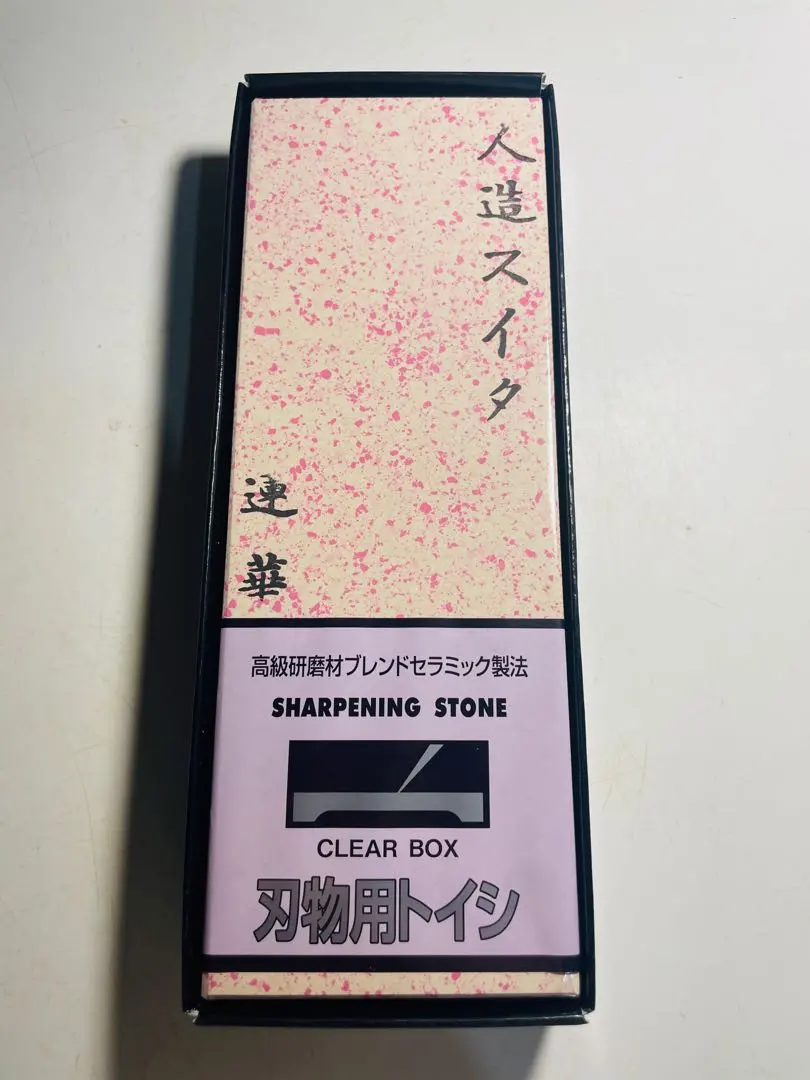 人造スイタ
連華
高級研磨材ブレンドセラミック製法
SHARPENING STONE
CLEAR BOX
刃物用トイシ